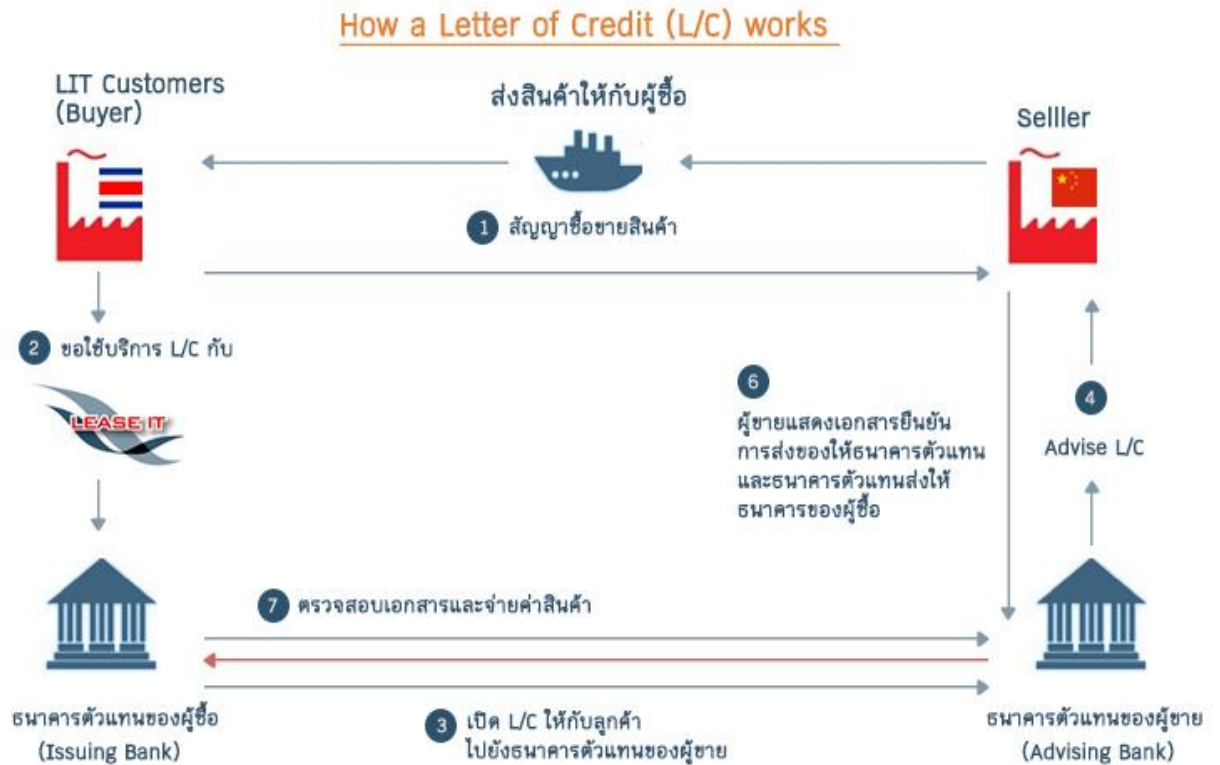 How a Letter of Credit (L/C) works
LIT Customers
(Buyer)
ส่งสินค้าให้กับผู้ซื้อ
Selller
1 สัญญาซื้อขายสินค้า
2 ขอใช้บริการ L/C กับ
LEASE IT
6
ผู้ขายแสดงเอกสารยืนยัน
การส่งของให้ธนาคารตัวแทน
และธนาคารตัวแทนส่งให้
ธนาคารของผู้ซื้อ
4
Advise L/C
7 ตรวจสอบเอกสารและจ่ายค่าสินค้า
ธนาคารตัวแทนของผู้ซื้อ
(Issuing Bank)
3 เปิด L/C ให้กับลูกค้า
ไปยังธนาคารตัวแทนของผู้ขาย
ธนาคารตัวแทนของผู้ขาย
(Advising Bank)